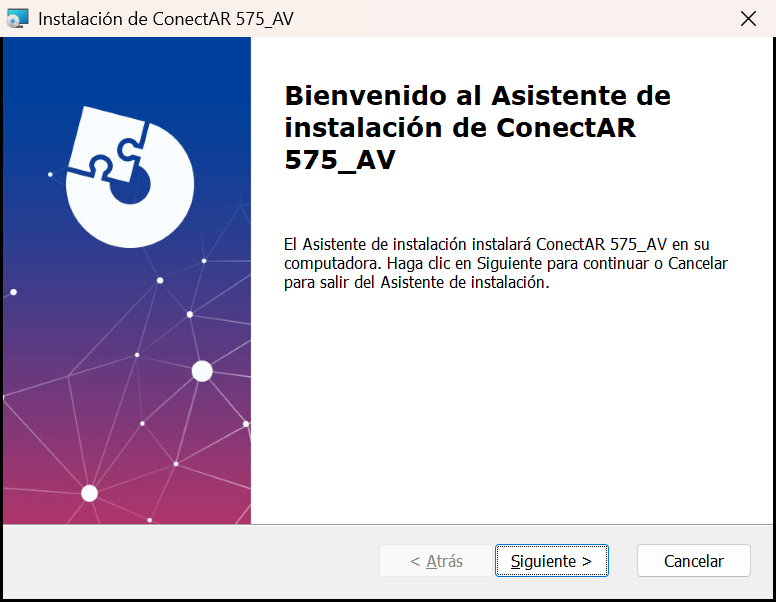 Instalación de ConectAR 575_AV
Bienvenido al Asistente de
instalación de ConectAR
575_AV
El Asistente de instalación instalará ConectAR 575_AV en su
computadora. Haga clic en Siguiente para continuar o Cancelar
para salir del Asistente de instalación.
< Atrás
Siguiente >
Cancelar